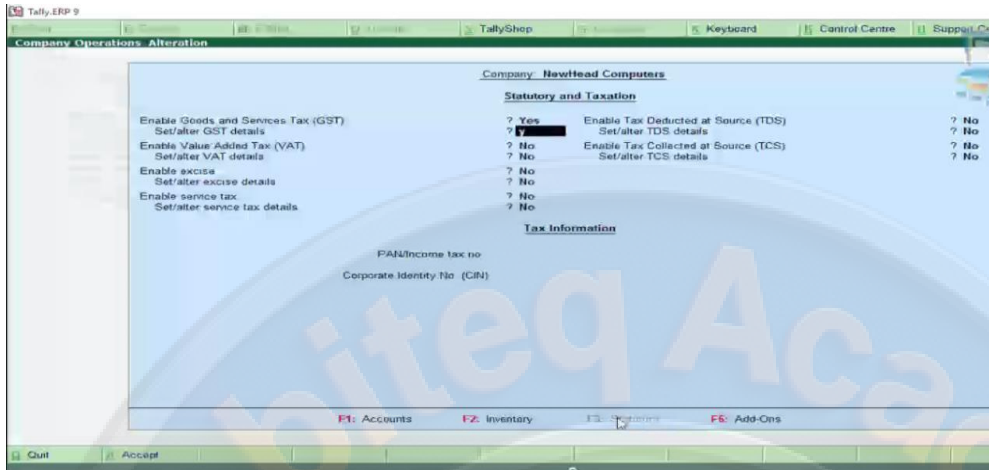 Tally.ERP 9
TallyShop
K: Keyboard
Control Centre
Support Ce
Company Operations Alteration
Company: NewHead Computers
Statutory and Taxation
Enable Goods and Services Tax (GST) ? Yes Enable Tax Deducted at Source (TDS) ? No
Set/alter GST details ? y Set/alter TDS details ? No
Enable Value Added Tax (VAT) ? No Enable Tax Collected at Source (TCS) ? No
Set/alter VAT details ? No Set/alter TCS details ? No
Enable excise ? No
Set/alter excise details ? No
Enable service tax ? No
Set/alter service tax details ? No
Tax Information
PAN/Income tax no
Corporate Identity No (CIN)
F1: Accounts F2: Inventory F3: Statutory F6: Add-Ons
biteq Aca
Q: Quit A: Accept